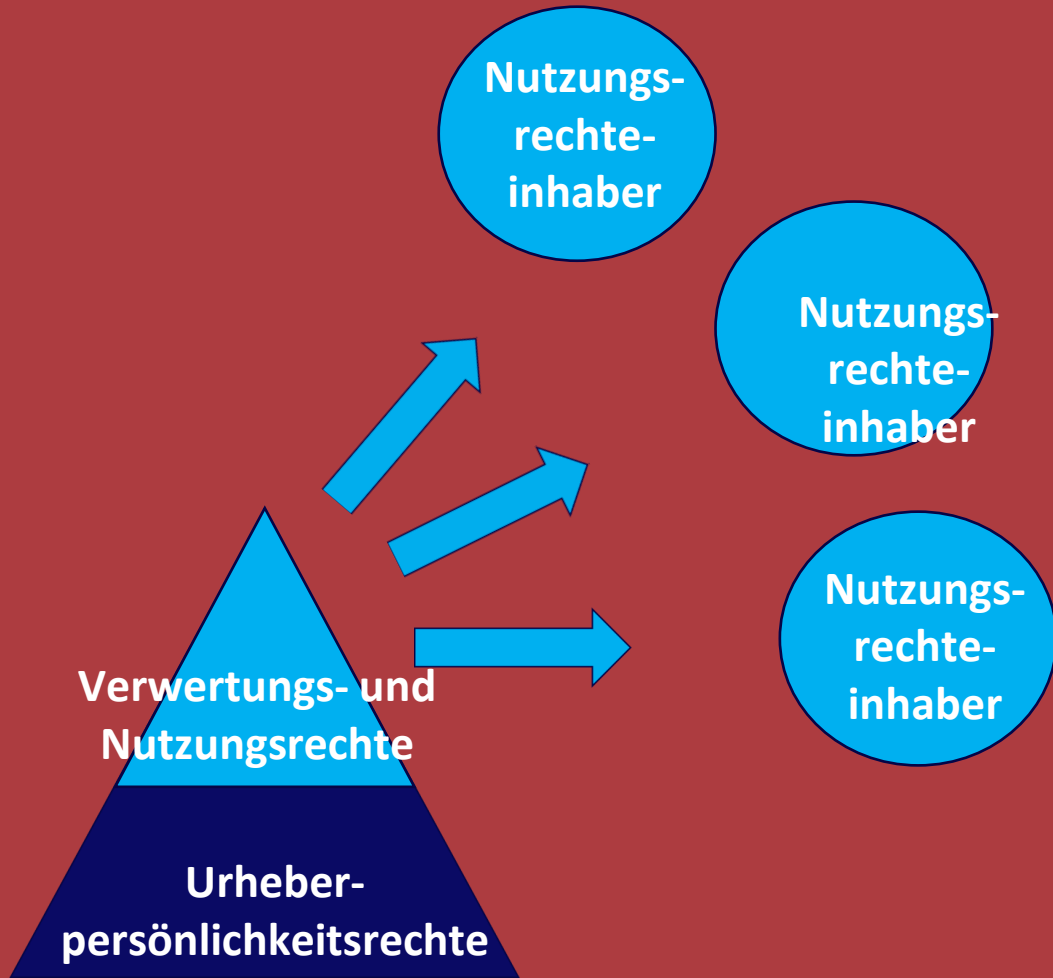 Nutzungs-
rechte-
inhaber
Nutzungs-
rechte-
inhaber
Nutzungs-
rechte-
inhaber
Verwertungs- und
Nutzungsrechte
Urheber-
persönlichkeitsrechte